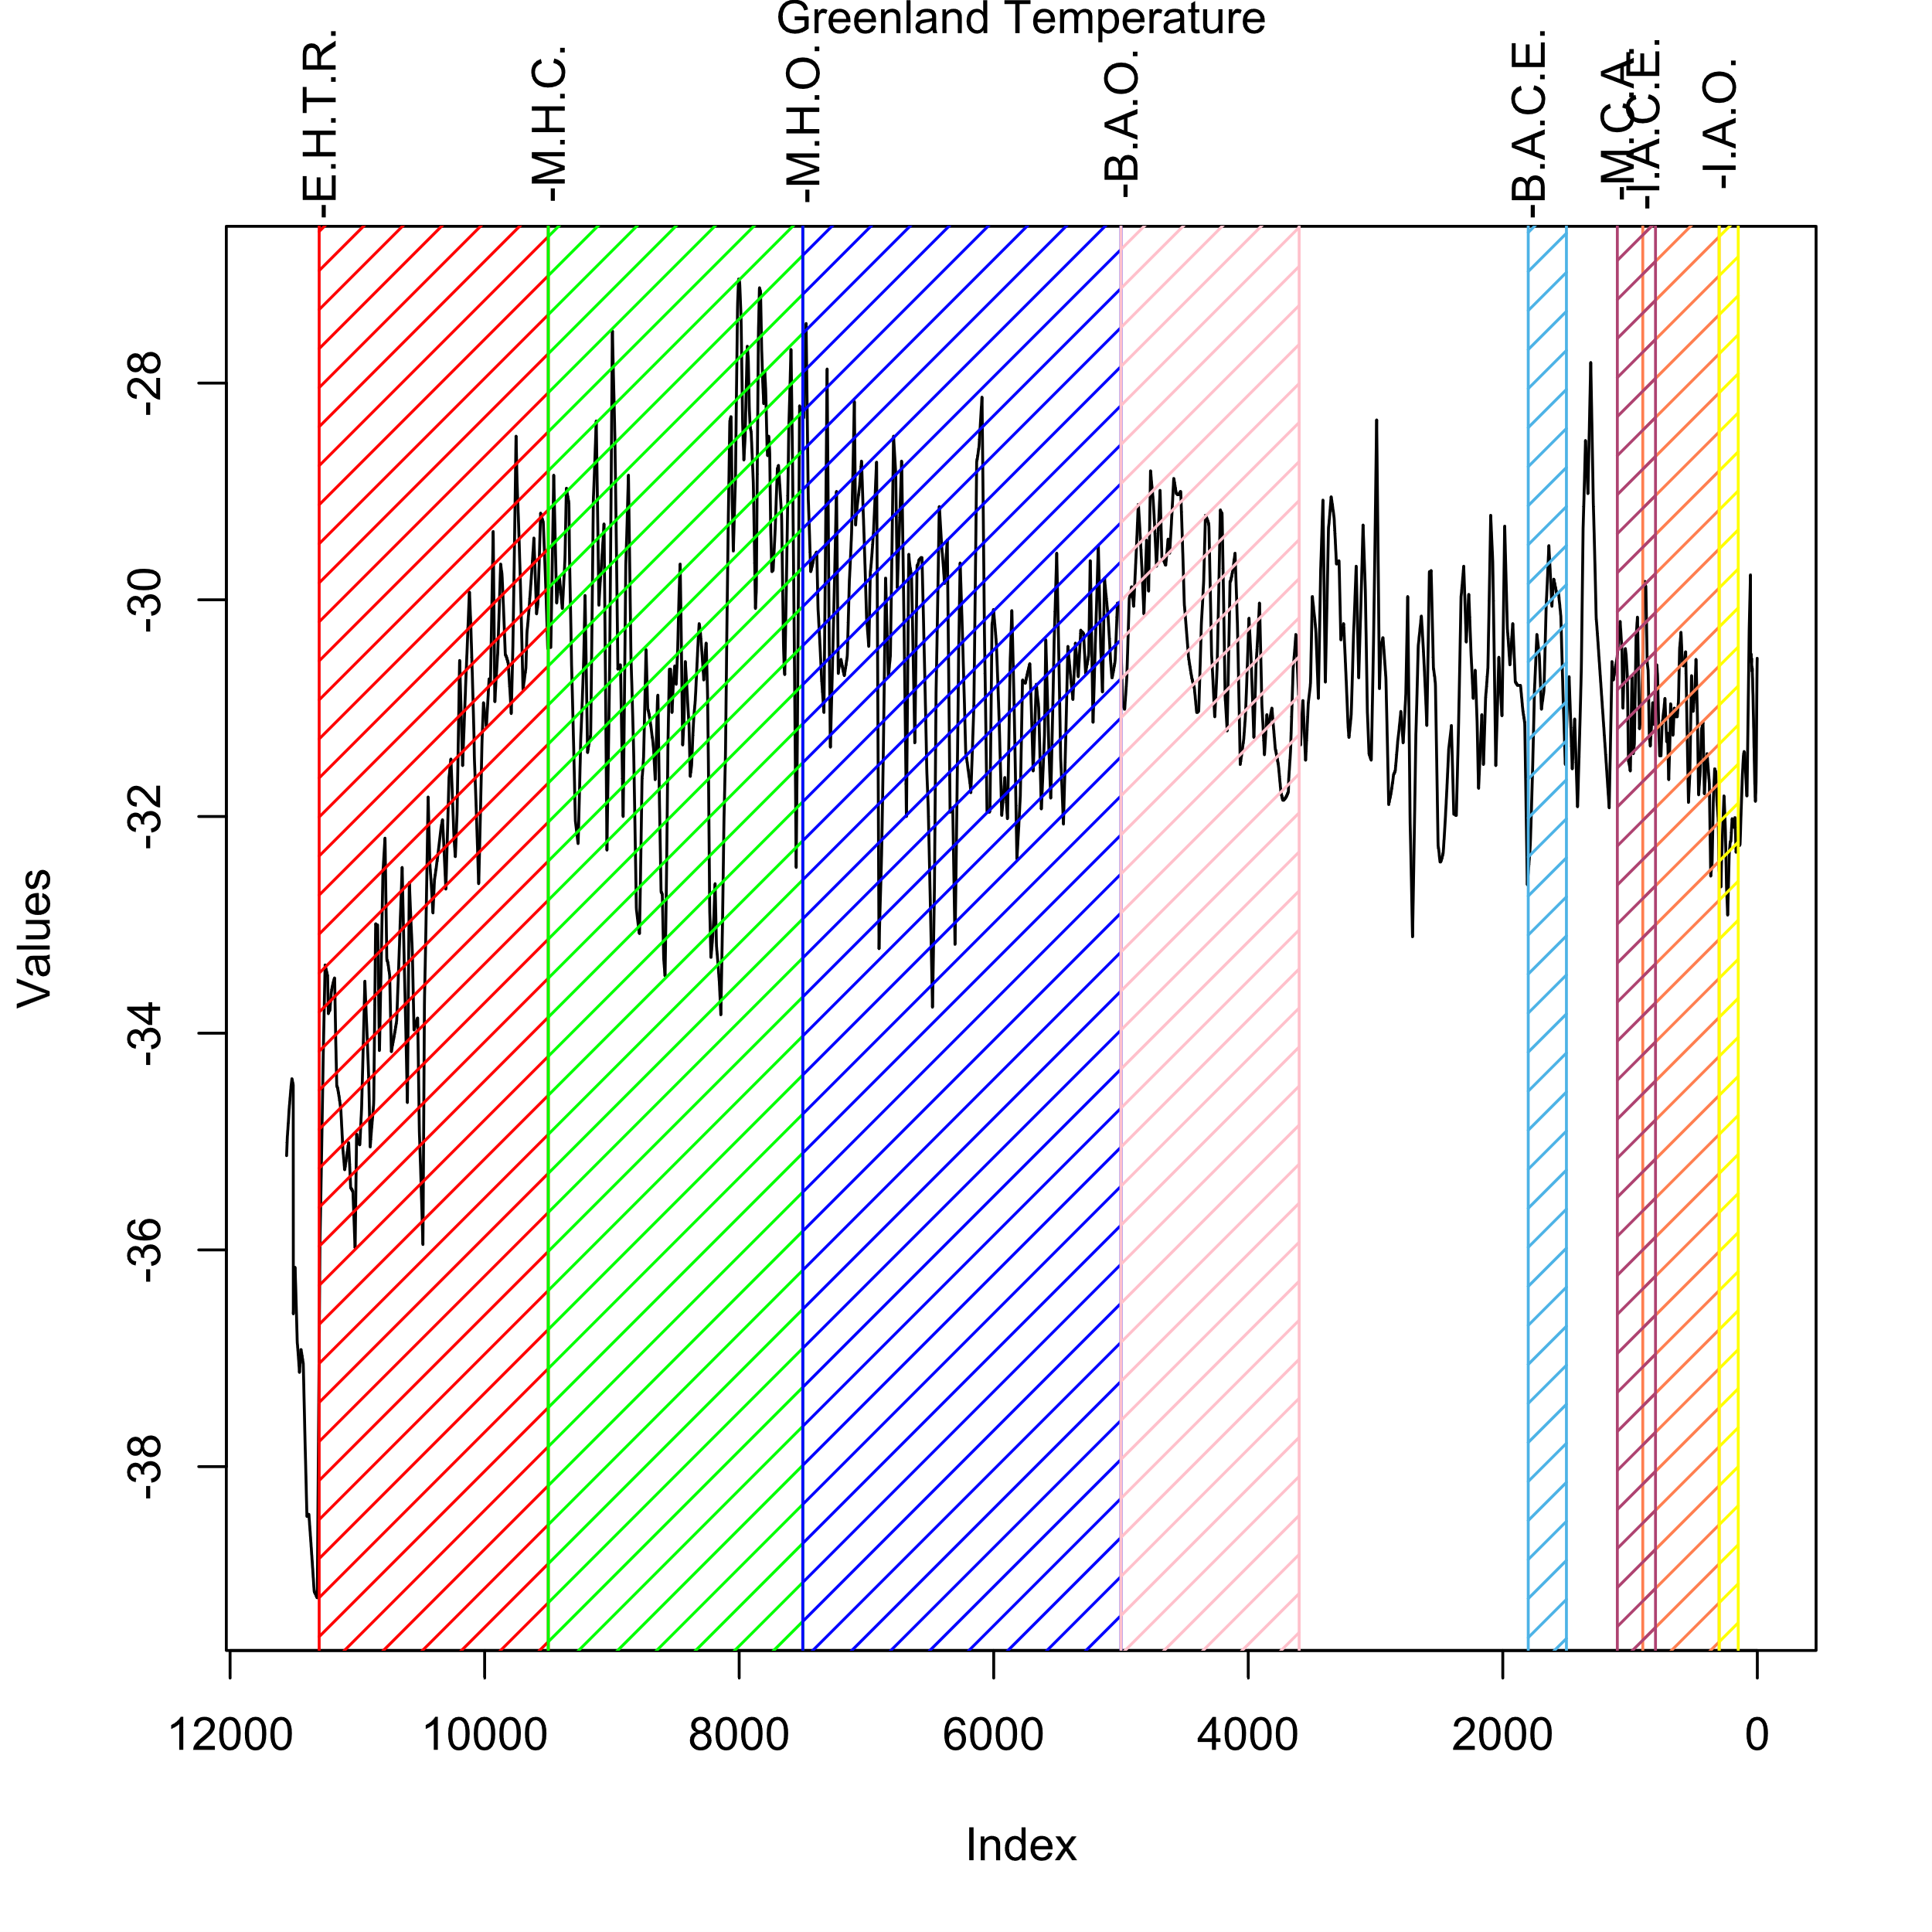 Greenland Temperature
-E.H.T.R.
-M.H.C.
-M.H.O.
-B.A.O.
-B.A.C.E.
-M.C.A.
-I.A.C.E.
-I.A.O.
Values
-28
-30
-32
-34
-36
-38
12000 10000 8000 6000 4000 2000 0
Index